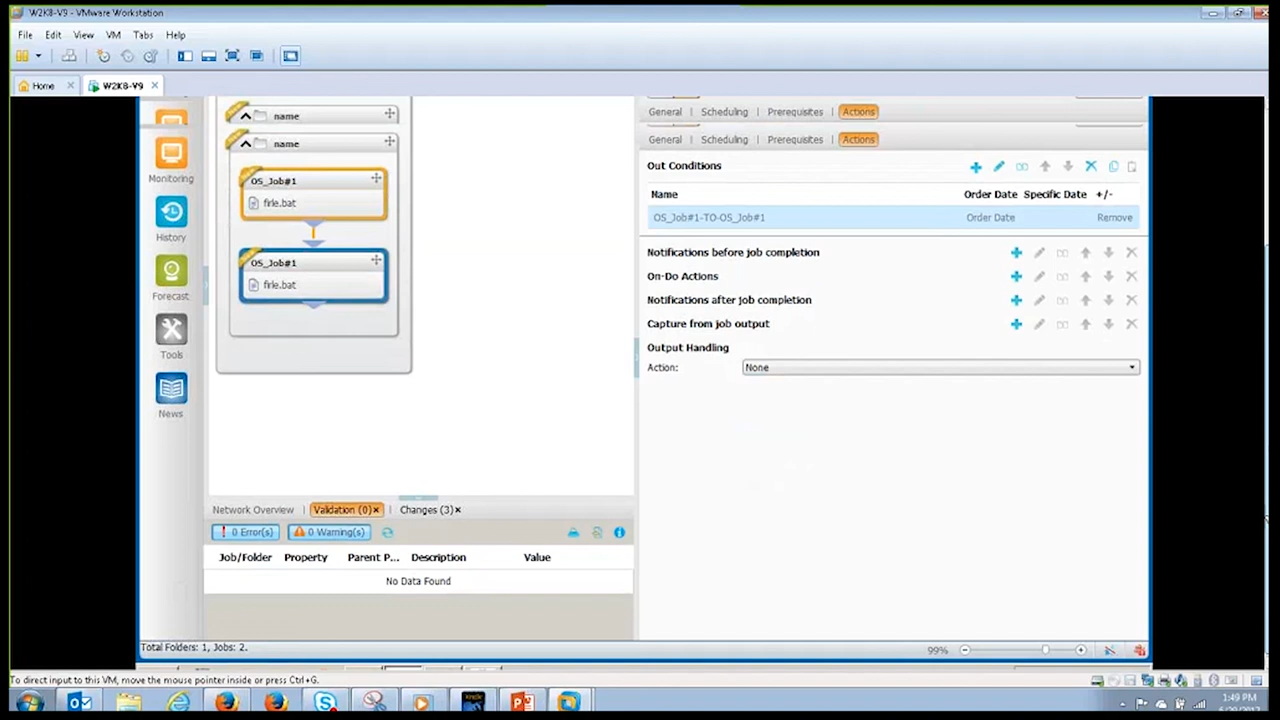 W2K8-V9 - VMware Workstation
File Edit View VM Tabs Help
Home W2K8-V9
name
General Scheduling Prerequisites Actions
name
General Scheduling Prerequisites Actions
Out Conditions
Monitoring
OS_Job#1
Name Order Date Specific Date +/-
firle.bat
OS_Job#1-TO-OS_Job#1 Order Date Remove
History
Notifications before job completion
OS_Job#1
On-Do Actions
firle.bat
Forecast
Notifications after job completion
Capture from job output
Output Handling
Tools
Action: None
News
Network Overview Validation (0) Changes (3)
0 Error(s) 0 Warning(s)
Job/Folder Property Parent P... Description Value
No Data Found
Total Folders: 1, Jobs: 2.
99%
To direct input to this VM, move the mouse pointer inside or press Ctrl+G.
1:49 PM